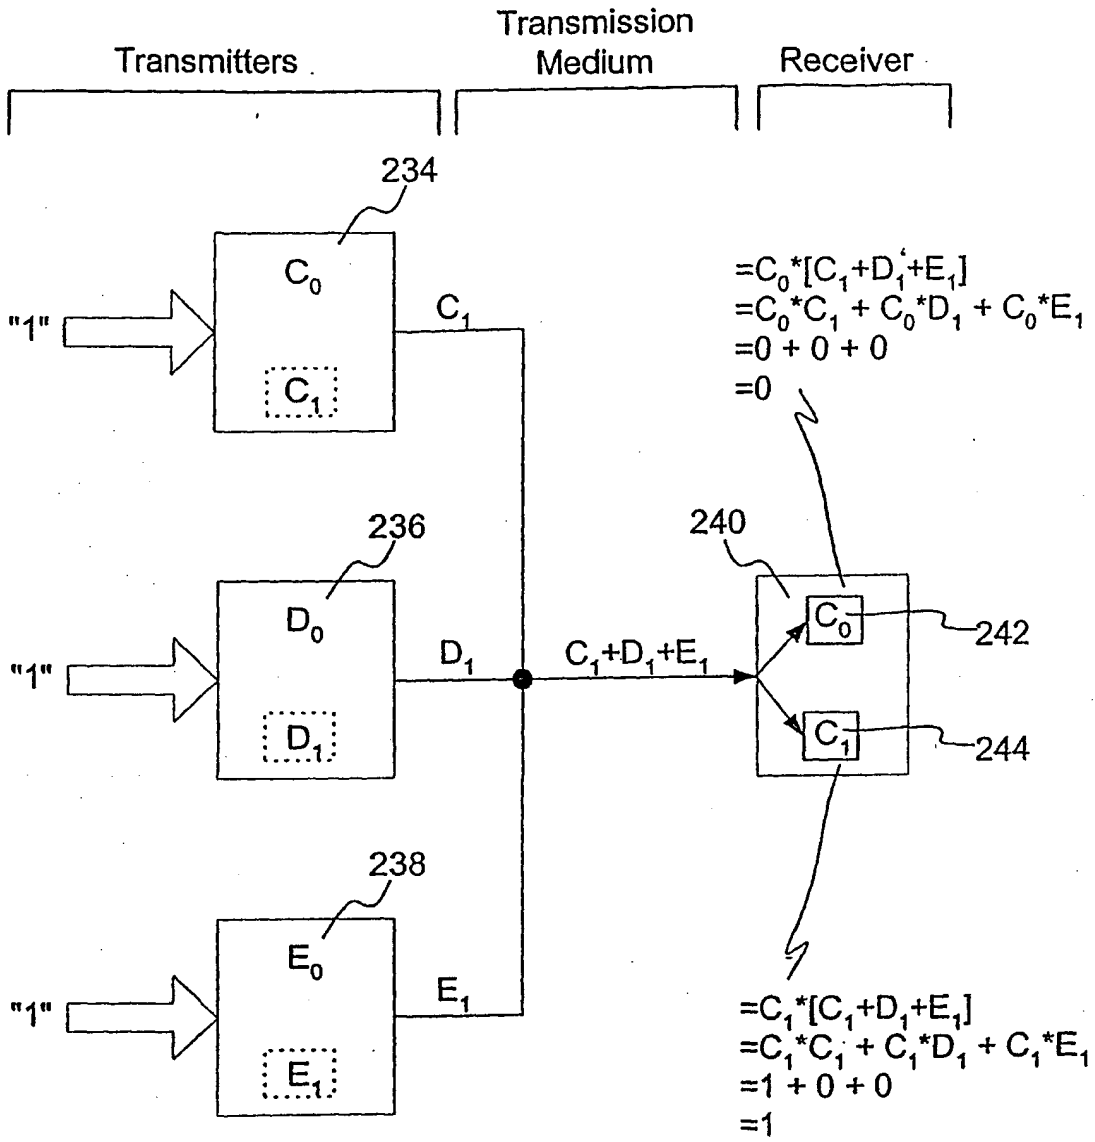 Transmitters
Transmission
Medium
Receiver
234
C₀
"1"
C₁
C₁
=C₀*[C₁+D₁+E₁]
=C₀*C₁ + C₀*D₁ + C₀*E₁
=0 + 0 + 0
=0
236
D₀
"1"
D₁
D₁
C₁+D₁+E₁
240
C₀
242
C₁
244
238
E₀
"1"
E₁
E₁
=C₁*[C₁+D₁+E₁]
=C₁*C₁ + C₁*D₁ + C₁*E₁
=1 + 0 + 0
=1